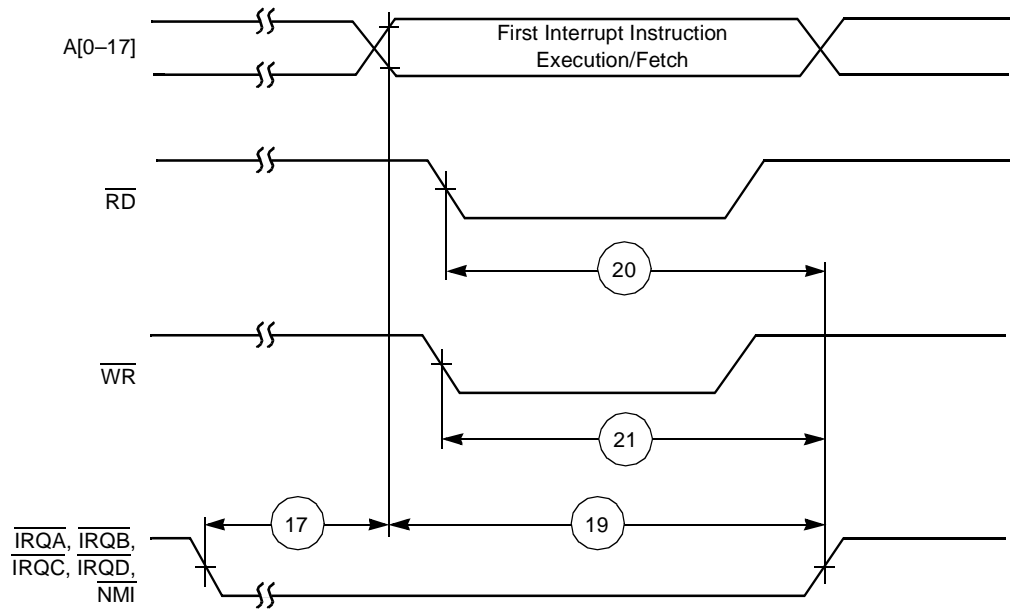 A[0–17]
First Interrupt Instruction
Execution/Fetch
RD
20
WR
21
17
19
IRQA, IRQB,
IRQC, IRQD,
NMI